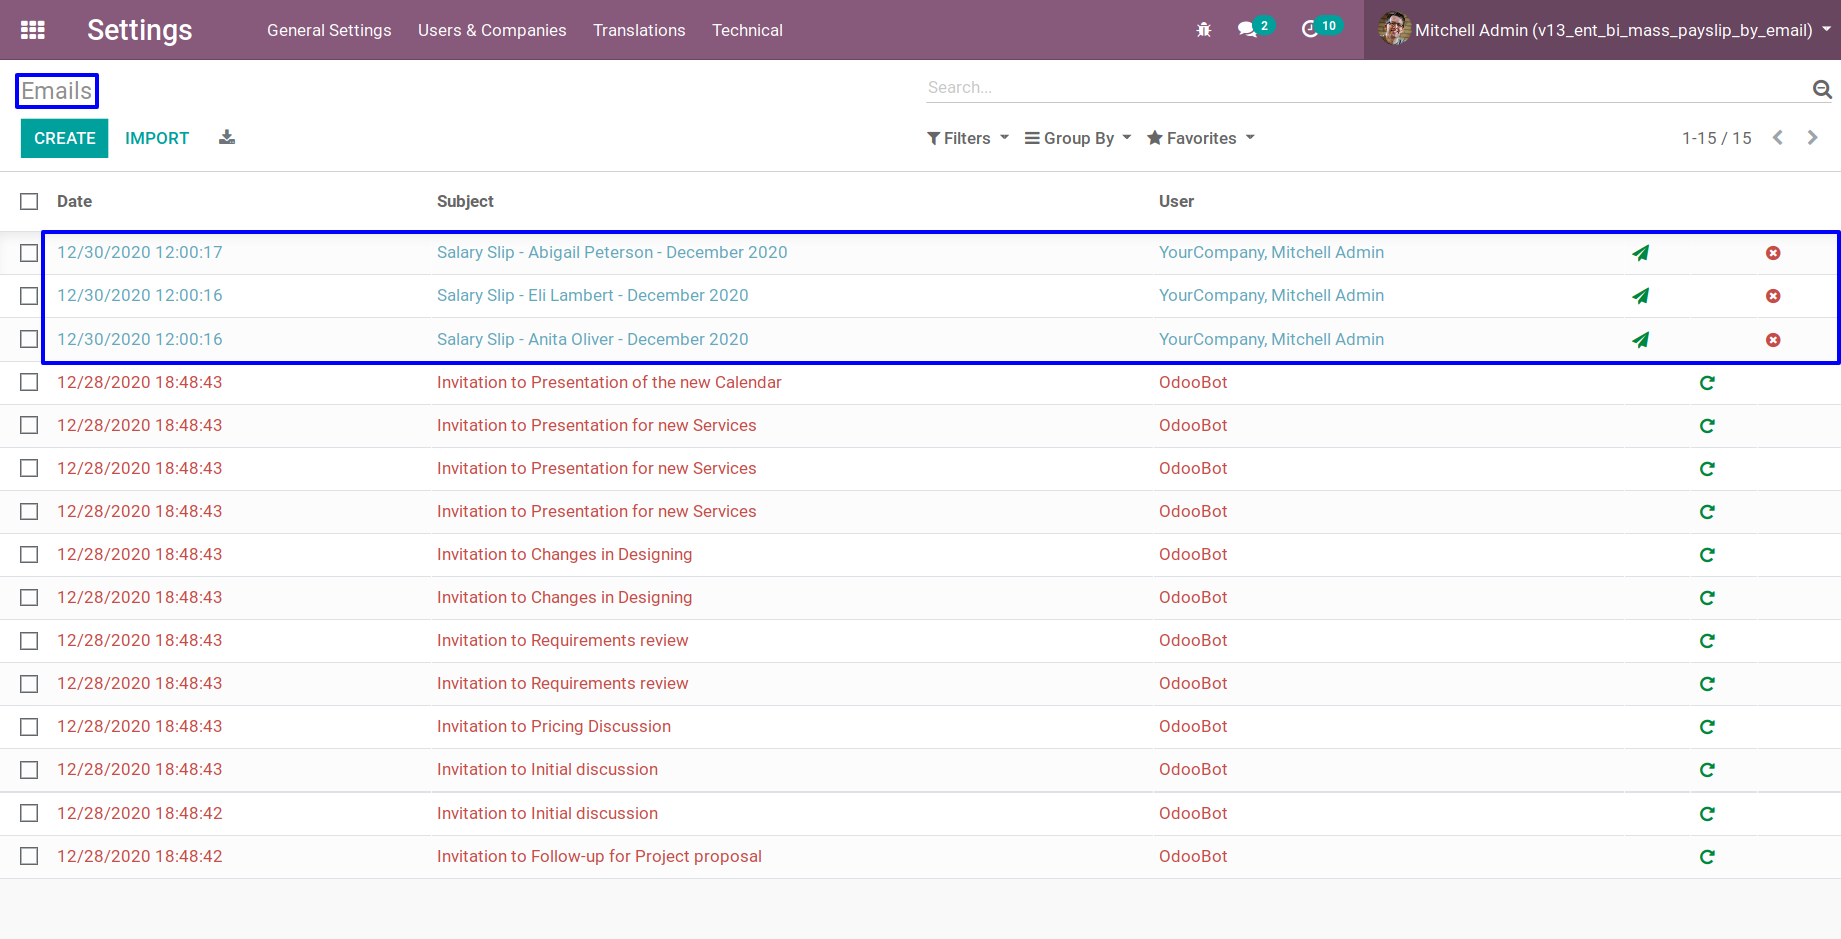 Settings General Settings Users & Companies Translations Technical 2 10 Mitchell Admin (v13_ent_bi_mass_payslip_by_email)
Emails Search...
CREATE IMPORT Filters Group By Favorites 1-15 / 15
Date Subject User
12/30/2020 12:00:17 Salary Slip - Abigail Peterson - December 2020 YourCompany, Mitchell Admin
12/30/2020 12:00:16 Salary Slip - Eli Lambert - December 2020 YourCompany, Mitchell Admin
12/30/2020 12:00:16 Salary Slip - Anita Oliver - December 2020 YourCompany, Mitchell Admin
12/28/2020 18:48:43 Invitation to Presentation of the new Calendar OdooBot
12/28/2020 18:48:43 Invitation to Presentation for new Services OdooBot
12/28/2020 18:48:43 Invitation to Presentation for new Services OdooBot
12/28/2020 18:48:43 Invitation to Presentation for new Services OdooBot
12/28/2020 18:48:43 Invitation to Changes in Designing OdooBot
12/28/2020 18:48:43 Invitation to Changes in Designing OdooBot
12/28/2020 18:48:43 Invitation to Requirements review OdooBot
12/28/2020 18:48:43 Invitation to Requirements review OdooBot
12/28/2020 18:48:43 Invitation to Pricing Discussion OdooBot
12/28/2020 18:48:43 Invitation to Initial discussion OdooBot
12/28/2020 18:48:42 Invitation to Initial discussion OdooBot
12/28/2020 18:48:42 Invitation to Follow-up for Project proposal OdooBot